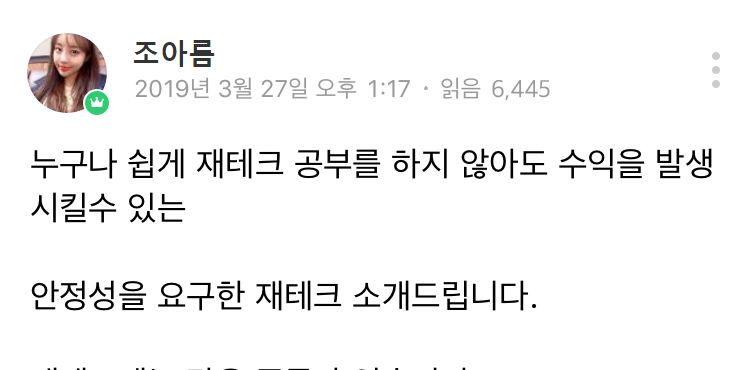 조아름
2019년 3월 27일 오후 1:17 · 읽음 6,445
누구나 쉽게 재테크 공부를 하지 않아도 수익을 발생
시킬수 있는
안정성을 요구한 재테크 소개드립니다.